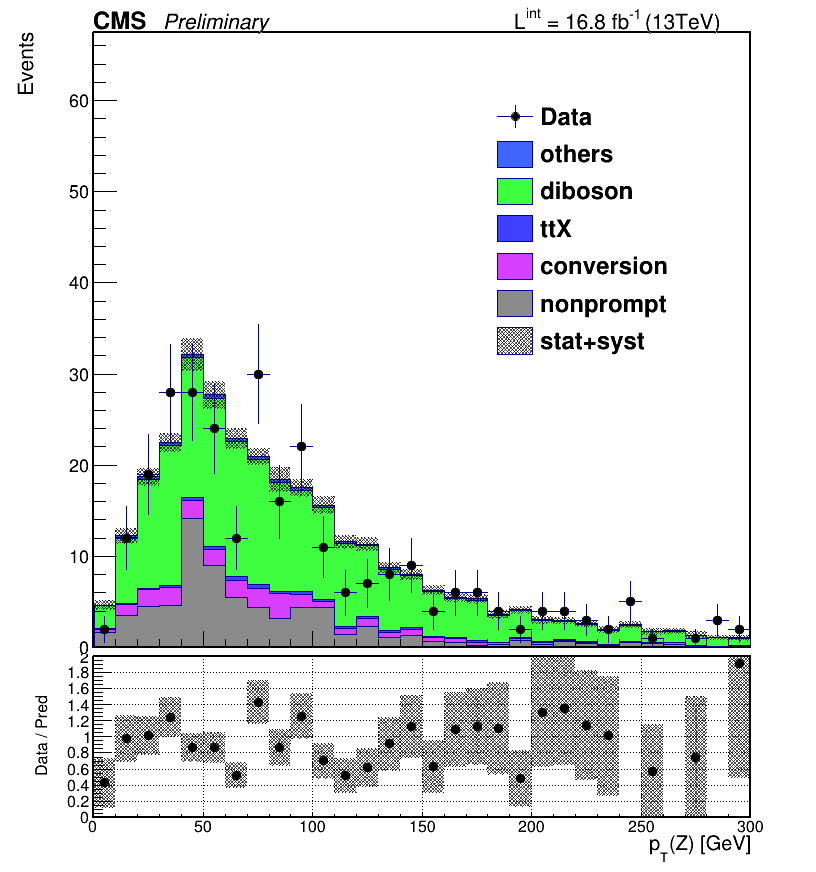 CMS Preliminary L^int = 16.8 fb^-1 (13TeV)
Events
60
50
40
30
20
10
0
Data
others
diboson
ttX
conversion
nonprompt
stat+syst
Data / Pred
2
1.8
1.6
1.4
1.2
1
0.8
0.6
0.4
0.2
0
0 50 100 150 200 250 300
p_T(Z) [GeV]